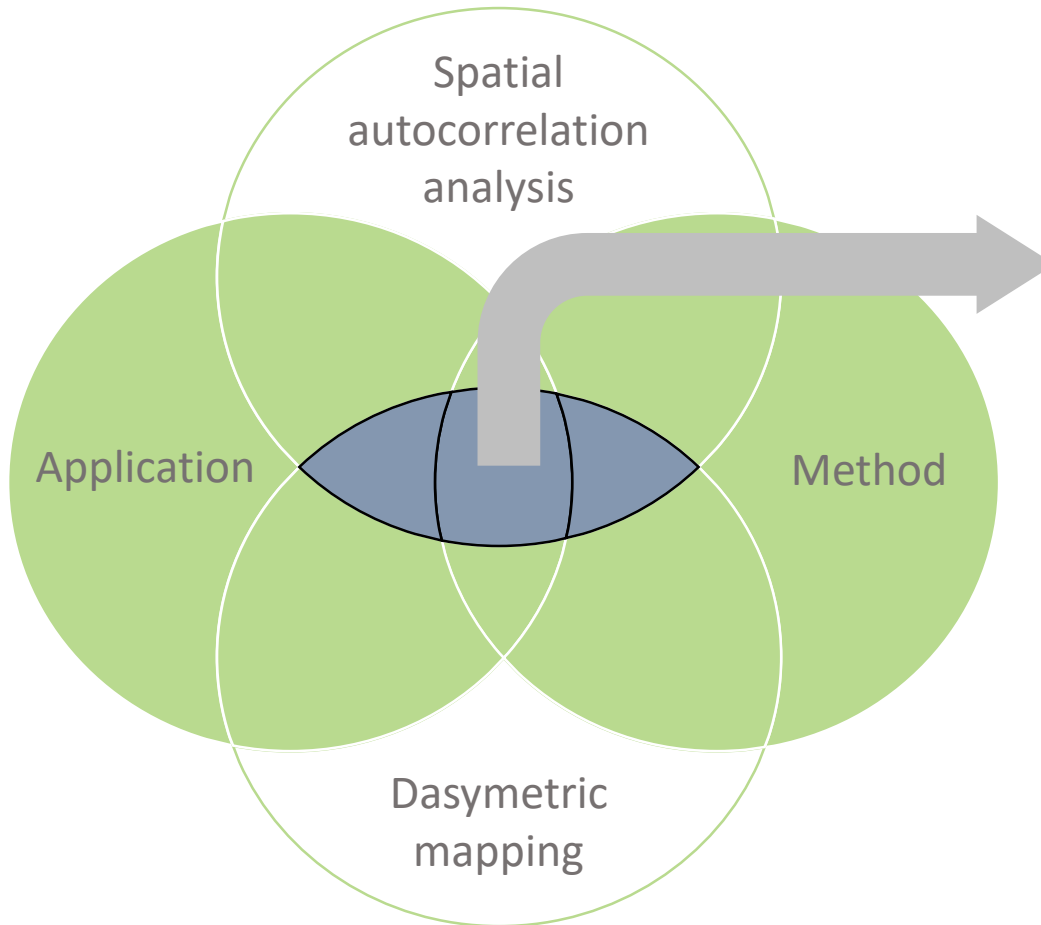 Spatial
autocorrelation
analysis
Application
Method
Dasymetric
mapping